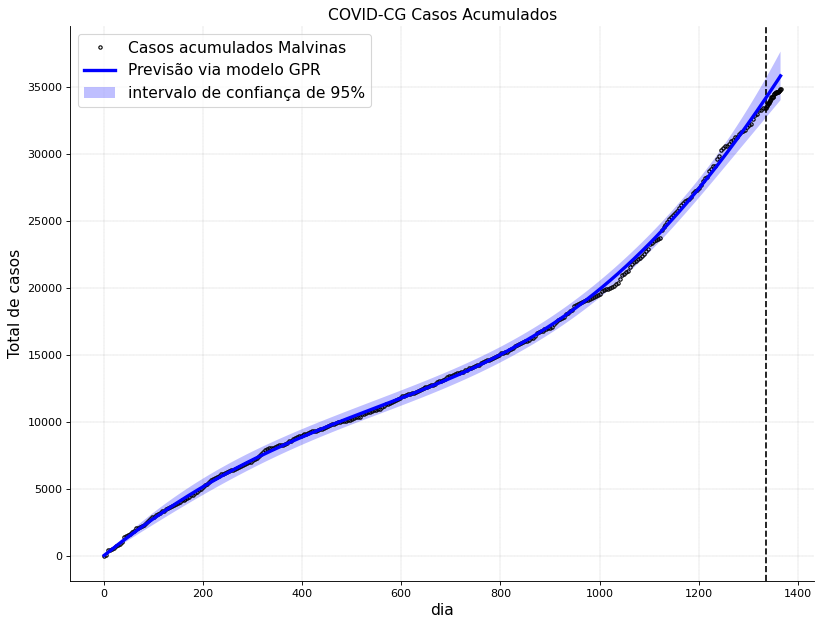 COVID-CG Casos Acumulados
Casos acumulados Malvinas
Previsão via modelo GPR
intervalo de confiança de 95%
Total de casos
35000
30000
25000
20000
15000
10000
5000
0
0 200 400 600 800 1000 1200 1400
dia